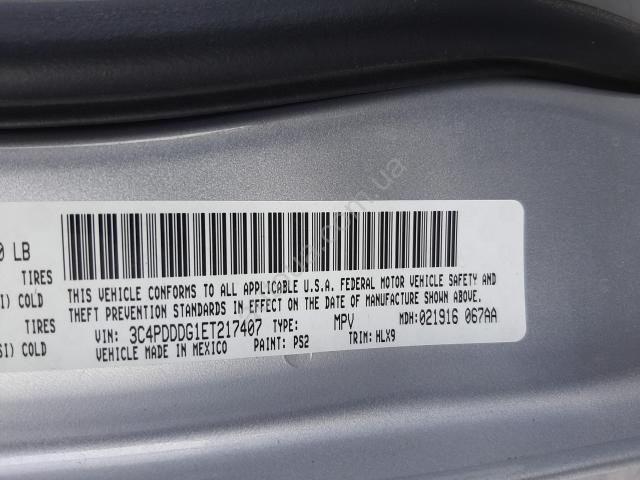 0 LB
TIRES
I) COLD
TIRES
SI) COLD
THIS VEHICLE CONFORMS TO ALL APPLICABLE U.S.A. FEDERAL MOTOR VEHICLE SAFETY AND
THEFT PREVENTION STANDARDS IN EFFECT ON THE DATE OF MANUFACTURE SHOWN ABOVE.
VIN: 3C4PDDDG1ET217407 TYPE: MPV MDH:021916 067AA
VEHICLE MADE IN MEXICO PAINT: PS2 TRIM: HLX9